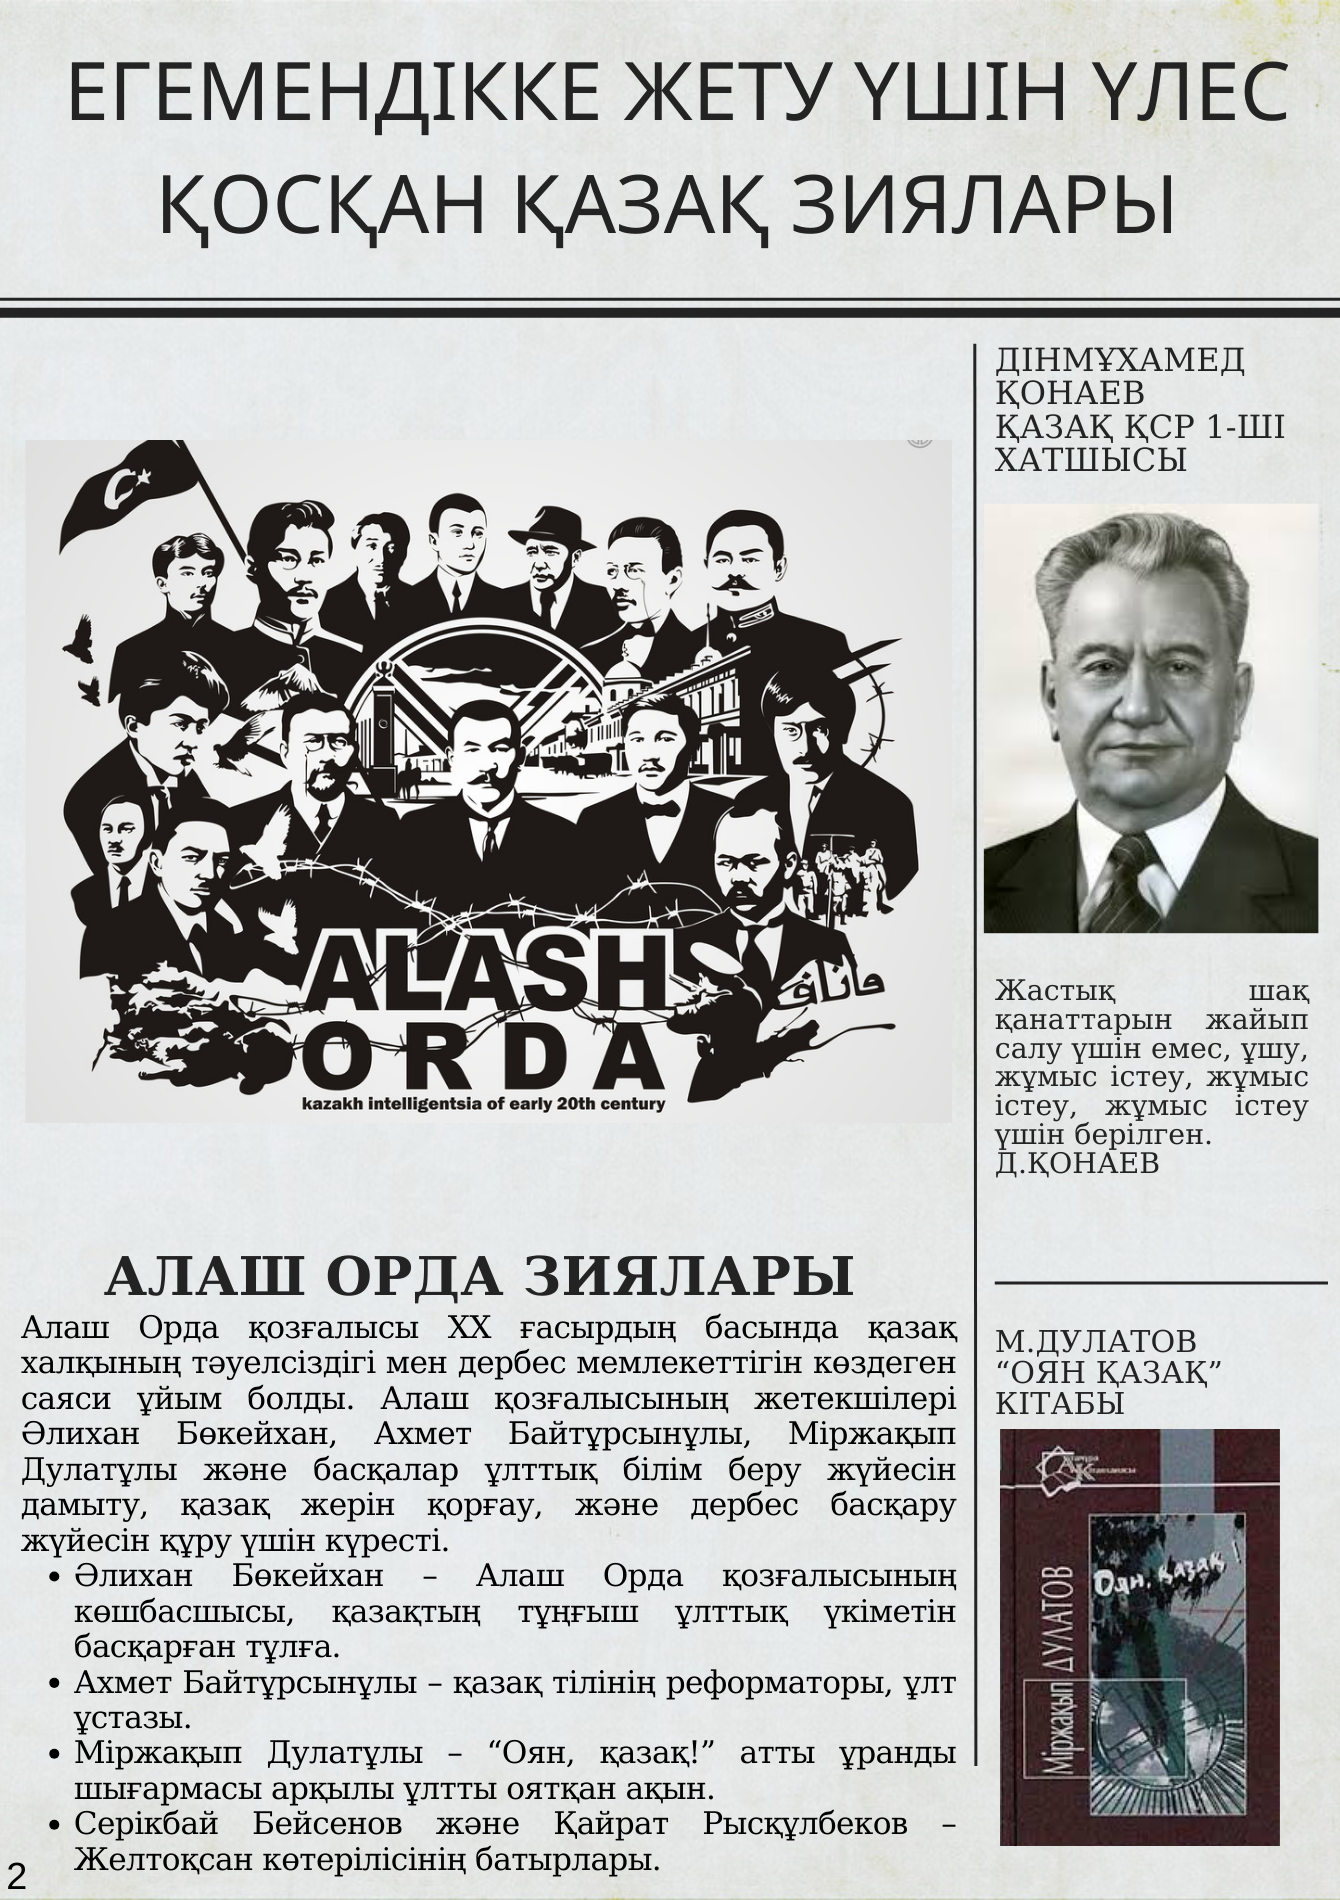 ЕГЕМЕНДІККЕ ЖЕТУ ҮШІН ҮЛЕС
ҚОСҚАН ҚАЗАҚ ЗИЯЛАРЫ
ALASH
ORDA
kazakh intelligentsia of early 20th century
АЛАШ ОРДА ЗИЯЛАРЫ
Алаш Орда қозғалысы XX ғасырдың басында қазақ
халқының тәуелсіздігі мен дербес мемлекеттігін көздеген
саяси ұйым болды. Алаш қозғалысының жетекшілері
Әлихан Бөкейхан, Ахмет Байтұрсынұлы, Міржақып
Дулатұлы және басқалар ұлттық білім беру жүйесін
дамыту, қазақ жерін қорғау, және дербес басқару
жүйесін құру үшін күресті.
• Әлихан Бөкейхан – Алаш Орда қозғалысының
көшбасшысы, қазақтың тұңғыш ұлттық үкіметін
басқарған тұлға.
• Ахмет Байтұрсынұлы – қазақ тілінің реформаторы, ұлт
ұстазы.
• Міржақып Дулатұлы – “Оян, қазақ!” атты ұранды
шығармасы арқылы ұлтты оятқан ақын.
• Серікбай Бейсенов және Қайрат Рысқұлбеков –
Желтоқсан көтерілісінің батырлары.
2
ДІНМҰХАМЕД
ҚОНАЕВ
ҚАЗАҚ ҚСР 1-ШІ
ХАТШЫСЫ
Жастық шақ
қанаттарын жайып
салу үшін емес, ұшу,
жұмыс істеу, жұмыс
істеу, жұмыс істеу
үшін берілген.
Д.ҚОНАЕВ
М.ДУЛАТОВ
“ОЯН ҚАЗАҚ”
КІТАБЫ
Оян, қазақ !
Міржақып ДУЛАТОВ